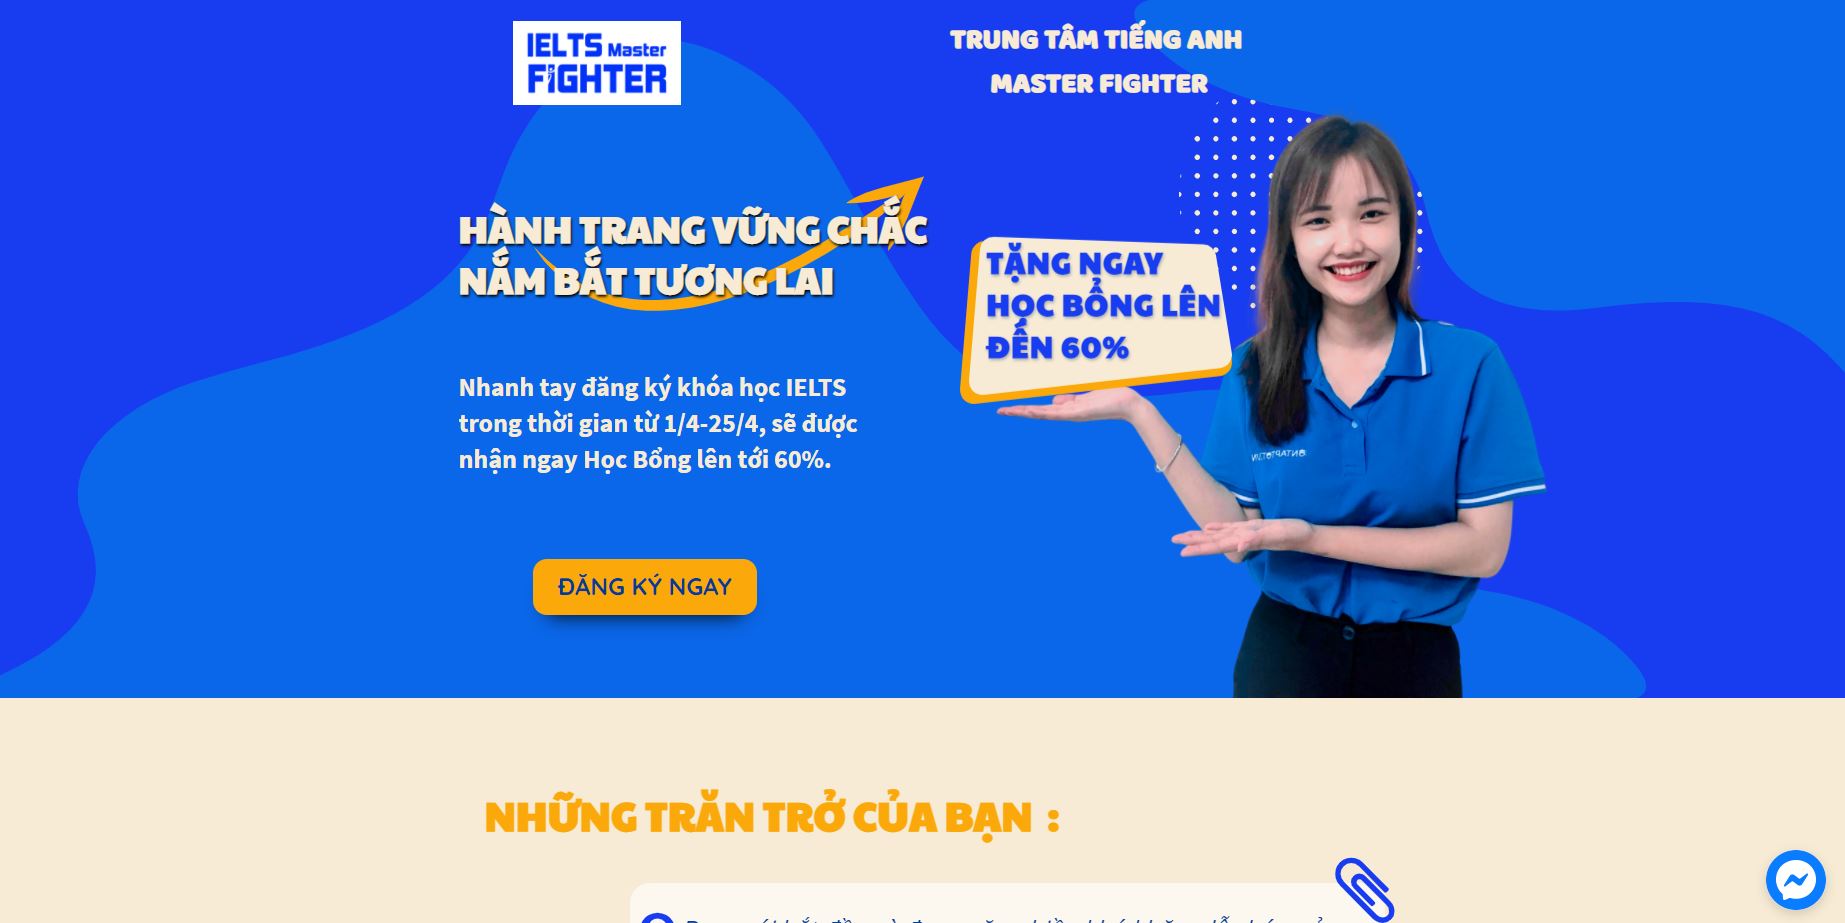 IELTS Master
FIGHTER
TRUNG TÂM TIẾNG ANH
MASTER FIGHTER
HÀNH TRANG VỮNG CHẮC
NẮM BẮT TƯƠNG LAI
TẶNG NGAY
HỌC BỔNG LÊN
ĐẾN 60%
Nhanh tay đăng ký khóa học IELTS
trong thời gian từ 1/4-25/4, sẽ được
nhận ngay Học Bổng lên tới 60%.
ĐĂNG KÝ NGAY
NHỮNG TRĂN TRỞ CỦA BẠN :